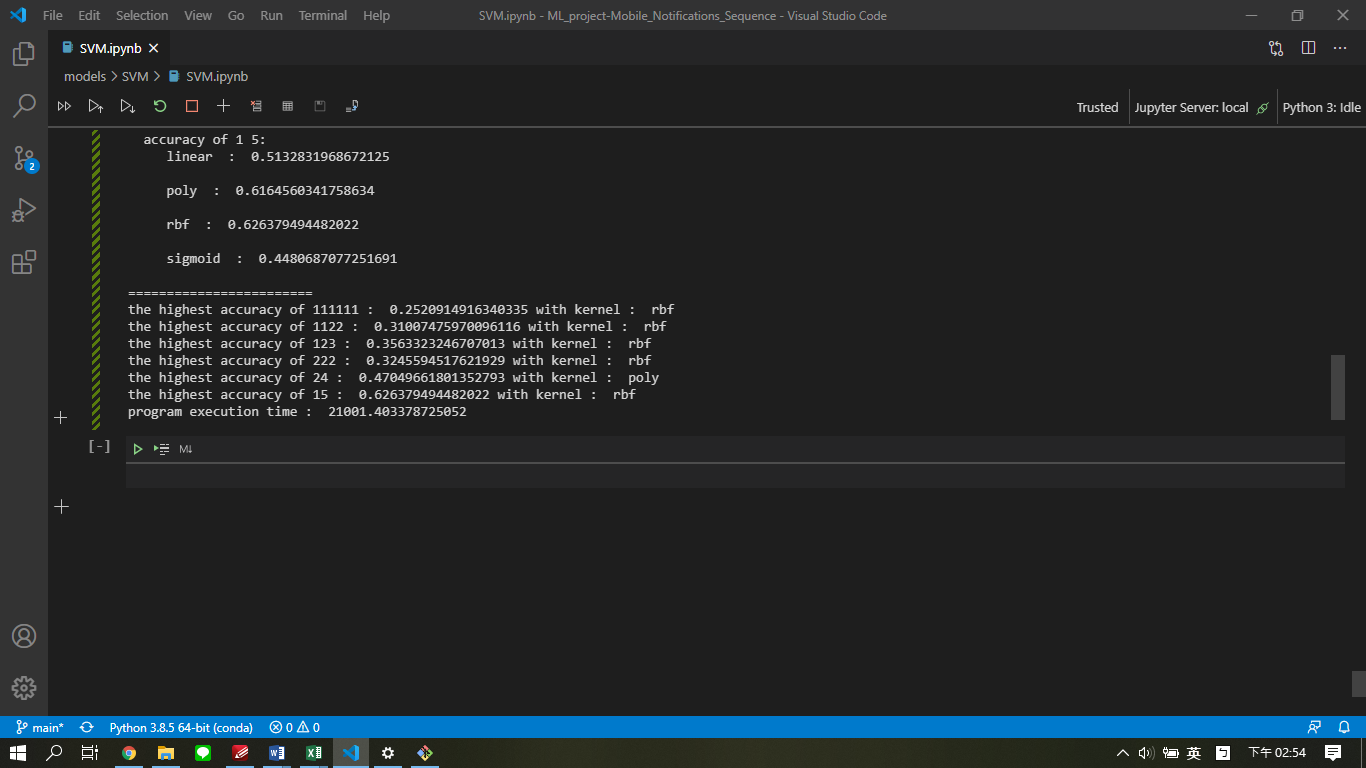 File Edit Selection View Go Run Terminal Help SVM.ipynb - ML_project-Mobile_Notifications_Sequence - Visual Studio Code
SVM.ipynb
models > SVM > SVM.ipynb
Trusted Jupyter Server: local Python 3: Idle
accuracy of 1 5:
linear : 0.5132831968672125
poly : 0.6164560341758634
rbf : 0.626379494482022
sigmoid : 0.4480687077251691
========================
the highest accuracy of 111111 : 0.2520914916340335 with kernel : rbf
the highest accuracy of 1122 : 0.31007475970096116 with kernel : rbf
the highest accuracy of 123 : 0.3563323246707013 with kernel : rbf
the highest accuracy of 222 : 0.3245594517621929 with kernel : rbf
the highest accuracy of 24 : 0.47049661801352793 with kernel : poly
the highest accuracy of 15 : 0.626379494482022 with kernel : rbf
program execution time : 21001.403378725052
[-] M↓
2
main* Python 3.8.5 64-bit (conda) 0 0
英 下午 02:54